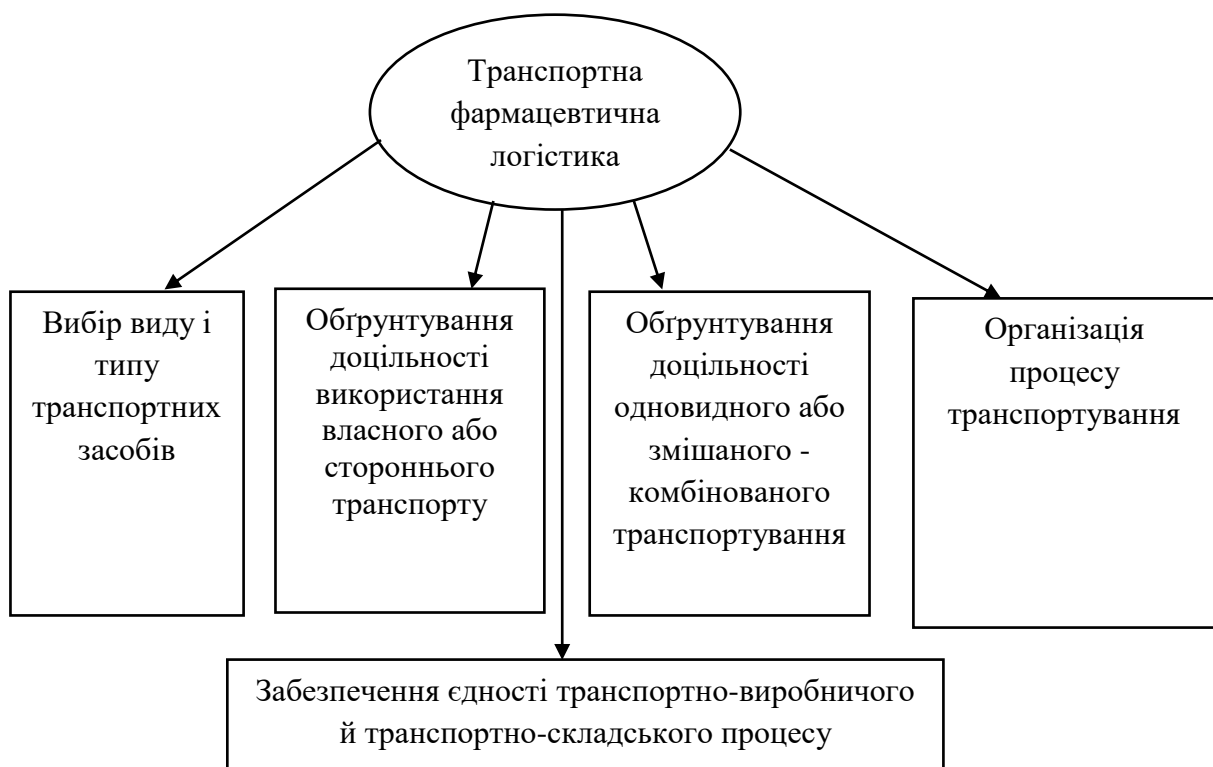 Транспортна
фармацевтична
логістика
Вибір виду і
типу
транспортних
засобів
Обґрунтування
доцільності
використання
власного або
стороннього
транспорту
Обґрунтування
доцільності
одновидного або
змішаного -
комбінованого
транспортування
Організація
процесу
транспортування
Забезпечення єдності транспортно-виробничого
й транспортно-складського процесу